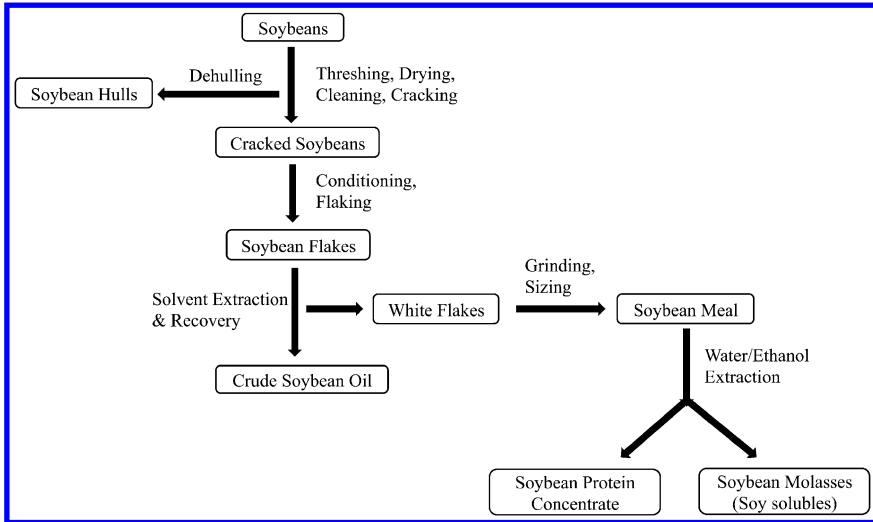 Soybeans
Dehulling
Threshing, Drying,
Cleaning, Cracking
Soybean Hulls
Cracked Soybeans
Conditioning,
Flaking
Soybean Flakes
Solvent Extraction
& Recovery
White Flakes
Grinding,
Sizing
Soybean Meal
Crude Soybean Oil
Water/Ethanol
Extraction
Soybean Protein
Concentrate
Soybean Molasses
(Soy solubles)